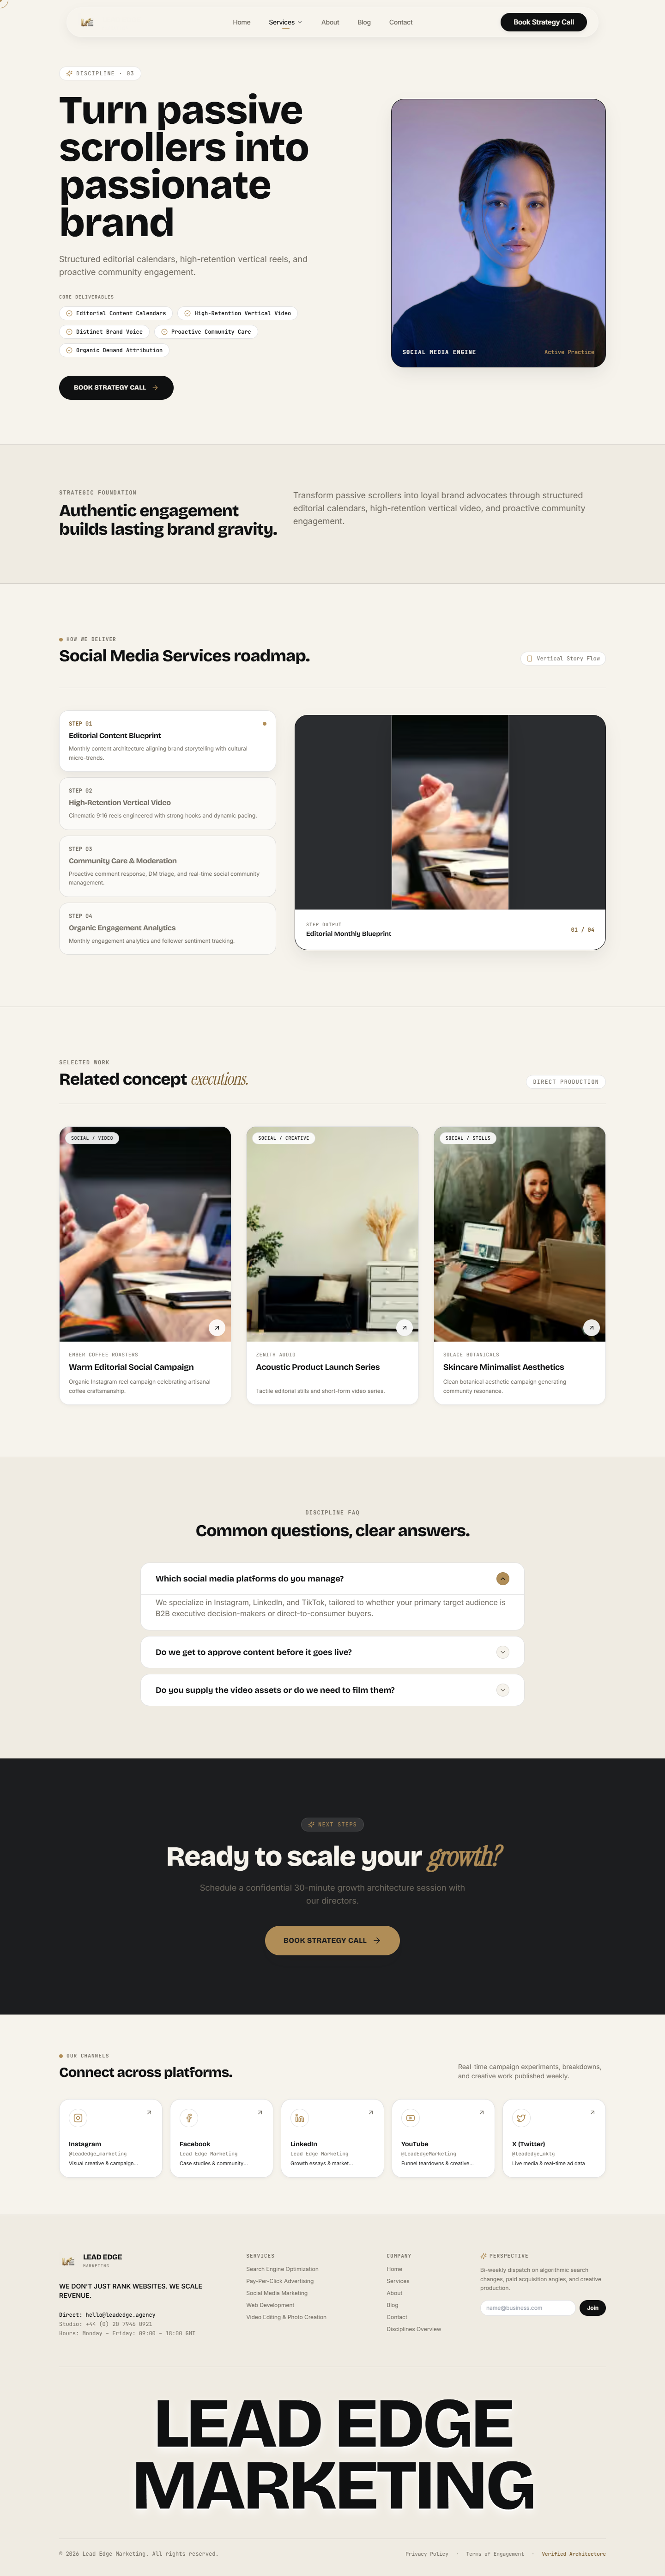 Home
Services
About
Blog
Contact
Book Strategy Call
DISCIPLINE · 03
Turn passive
scrollers into
passionate
brand
Structured editorial calendars, high-retention vertical reels, and
proactive community engagement.
CORE DELIVERABLES
Editorial Content Calendars
High-Retention Vertical Video
Distinct Brand Voice
Proactive Community Care
Organic Demand Attribution
BOOK STRATEGY CALL
SOCIAL MEDIA ENGINE
Active Practice
STRATEGIC FOUNDATION
Authentic engagement
builds lasting brand gravity.
Transform passive scrollers into loyal brand advocates through structured
editorial calendars, high-retention vertical video, and proactive community
engagement.
HOW WE DELIVER
Social Media Services roadmap.
Vertical Story Flow
STEP 01
Editorial Content Blueprint
Monthly content architecture aligning brand storytelling with cultural
micro-trends.
STEP 02
High-Retention Vertical Video
Cinematic 9:16 reels engineered with strong hooks and dynamic pacing.
STEP 03
Community Care & Moderation
Proactive comment response, DM triage, and real-time social community
management.
STEP 04
Organic Engagement Analytics
Monthly engagement analytics and follower sentiment tracking.
STEP OUTPUT
Editorial Monthly Blueprint
01 / 04
SELECTED WORK
Related concept executions.
DIRECT PRODUCTION
SOCIAL / VIDEO
EMBER COFFEE ROASTERS
Warm Editorial Social Campaign
Organic Instagram reel campaign celebrating artisanal
coffee craftsmanship.
SOCIAL / CREATIVE
ZENITH AUDIO
Acoustic Product Launch Series
Tactile editorial stills and short-form video series.
SOCIAL / STILLS
SOLACE BOTANICALS
Skincare Minimalist Aesthetics
Clean botanical aesthetic campaign generating
community resonance.
DISCIPLINE FAQ
Common questions, clear answers.
Which social media platforms do you manage?
We specialize in Instagram, LinkedIn, and TikTok, tailored to whether your primary target audience is
B2B executive decision-makers or direct-to-consumer buyers.
Do we get to approve content before it goes live?
Do you supply the video assets or do we need to film them?
NEXT STEPS
Ready to scale your growth?
Schedule a confidential 30-minute growth architecture session with
our directors.
BOOK STRATEGY CALL
OUR CHANNELS
Connect across platforms.
Real-time campaign experiments, breakdowns,
and creative work published weekly.
Instagram
@leadedge_marketing
Visual creative & campaign...
Facebook
Lead Edge Marketing
Case studies & community...
LinkedIn
Lead Edge Marketing
Growth essays & market...
YouTube
@LeadEdgeMarketing
Funnel teardowns & creative...
X (Twitter)
@leadedge_mktg
Live media & real-time ad data
LEAD EDGE
MARKETING
WE DON'T JUST RANK WEBSITES. WE SCALE
REVENUE.
Direct: hello@leadedge.agency
Studio: +44 (0) 20 7946 0921
Hours: Monday – Friday: 09:00 – 18:00 GMT
SERVICES
Search Engine Optimization
Pay-Per-Click Advertising
Social Media Marketing
Web Development
Video Editing & Photo Creation
COMPANY
Home
Services
About
Blog
Contact
Disciplines Overview
PERSPECTIVE
Bi-weekly dispatch on algorithmic search
changes, paid acquisition angles, and creative
production.
name@business.com
Join
LEAD EDGE
MARKETING
© 2026 Lead Edge Marketing. All rights reserved.
Privacy Policy · Terms of Engagement · Verified Architecture